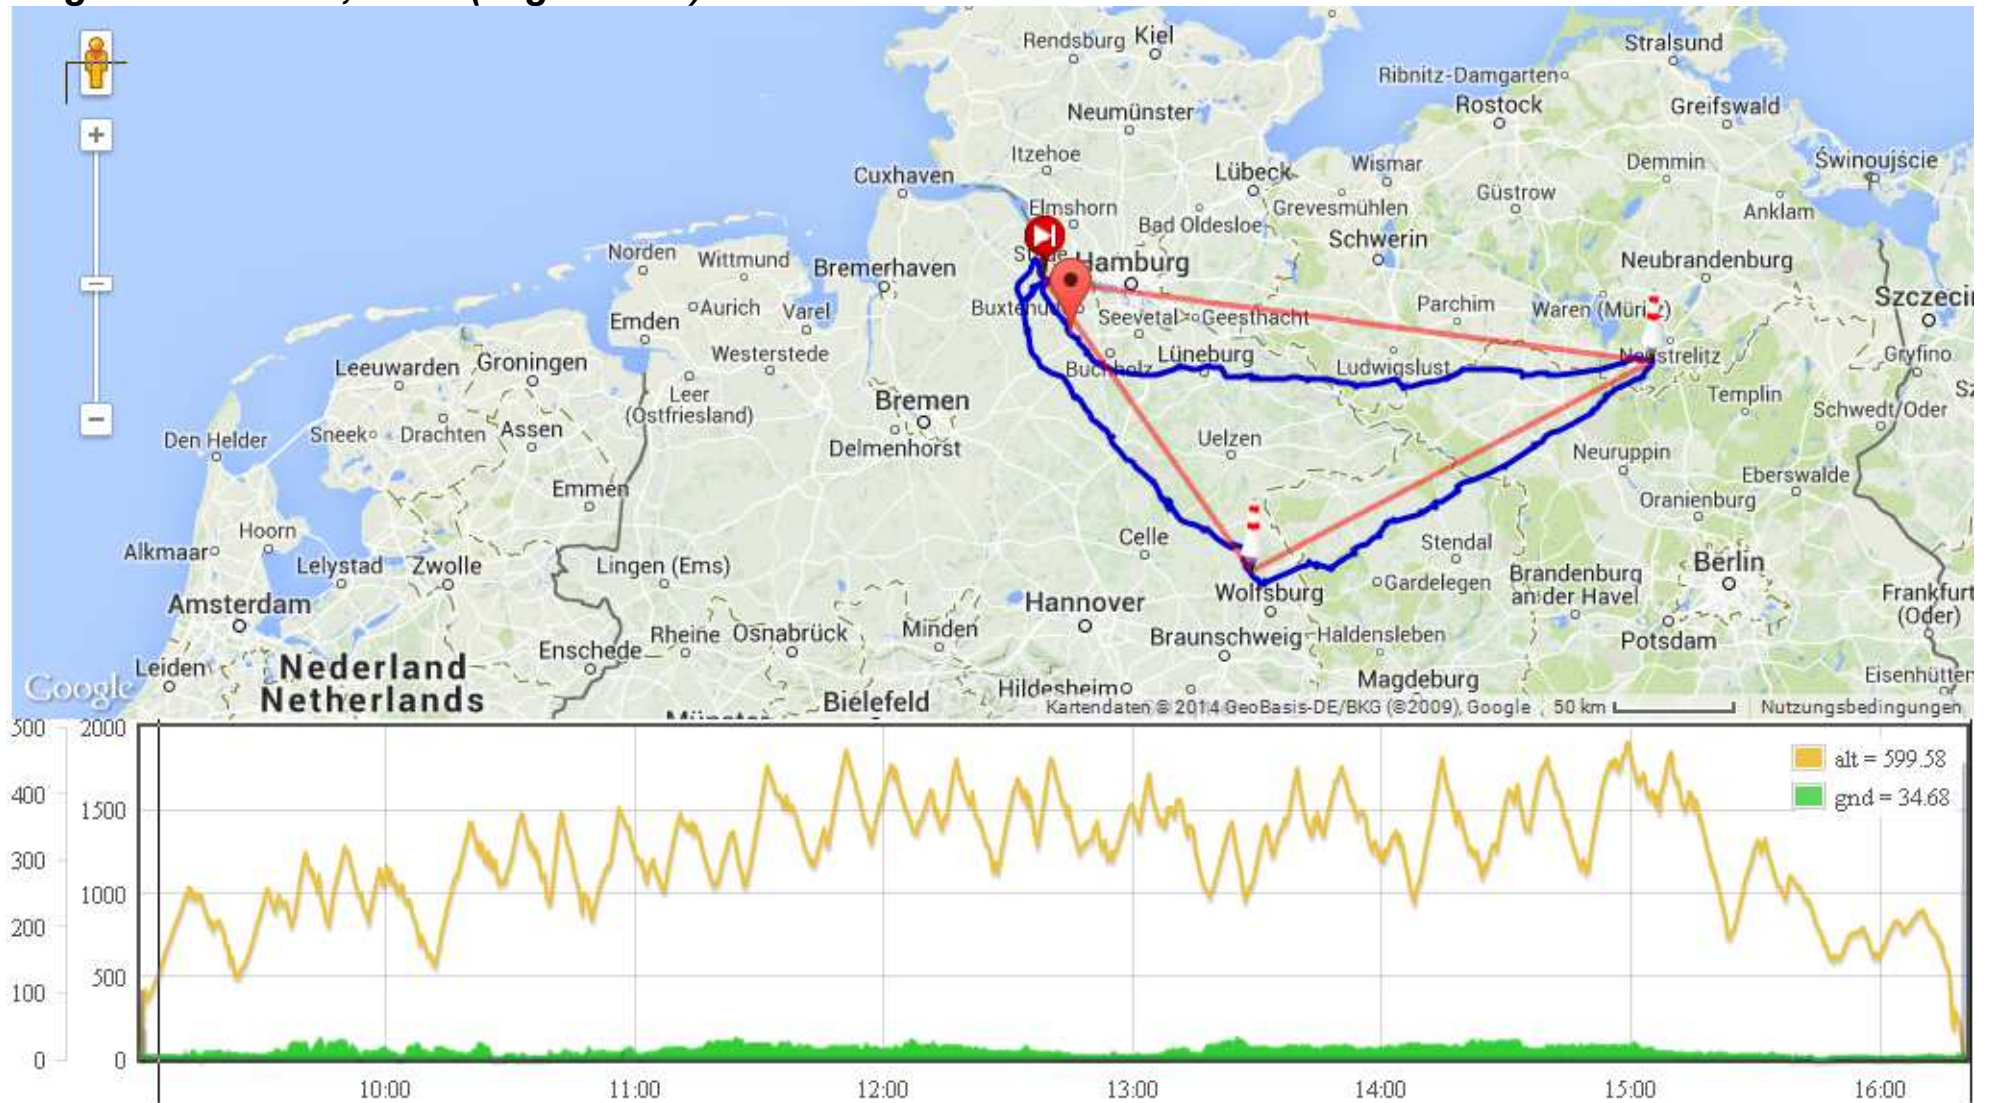 Rendsburg Kiel Stralsund
Ribnitz-Damgarten
Rostock Greifswald
Neumünster
Itzehoe
Cuxhaven Lübeck Wismar Demmin Świnoujście
Elmshorn Grevesmühlen Güstrow Anklam
Bad Oldesloe Schwerin
Norden Wittmund Bremerhaven Hamburg Neubrandenburg
Aurich Varel Seevetal Geesthacht Parchim Waren (Müritz)
Emden
Westerstede Lüneburg Ludwigslust Neustrelitz Gryfino
Leeuwarden Groningen Buchholz
Leer
(Ostfriesland) Bremen Templin Schwedt/Oder
Den Helder Sneek Drachten Assen Delmenhorst Uelzen Neuruppin
Eberswalde
Emmen Oranienburg
Hoorn Celle Stendal
Alkmaar Lelystad Zwolle Lingen (Ems) Berlin
Gardelegen Brandenburg
an der Havel
Amsterdam Hannover Wolfsburg Frankfurt
(Oder)
Rheine Osnabrück Minden Braunschweig Haldensleben Potsdam
Enschede
Leiden Nederland
Netherlands
Google Bielefeld Hildesheim Magdeburg
Kartendaten © 2014 GeoBasis-DE/BKG (©2009), Google 50 km Nutzungsbedingungen
500 2000
alt = 599.58
400 1500
gnd = 34.68
300
1000
200
500
100
0 0
10:00 11:00 12:00 13:00 14:00 15:00 16:00